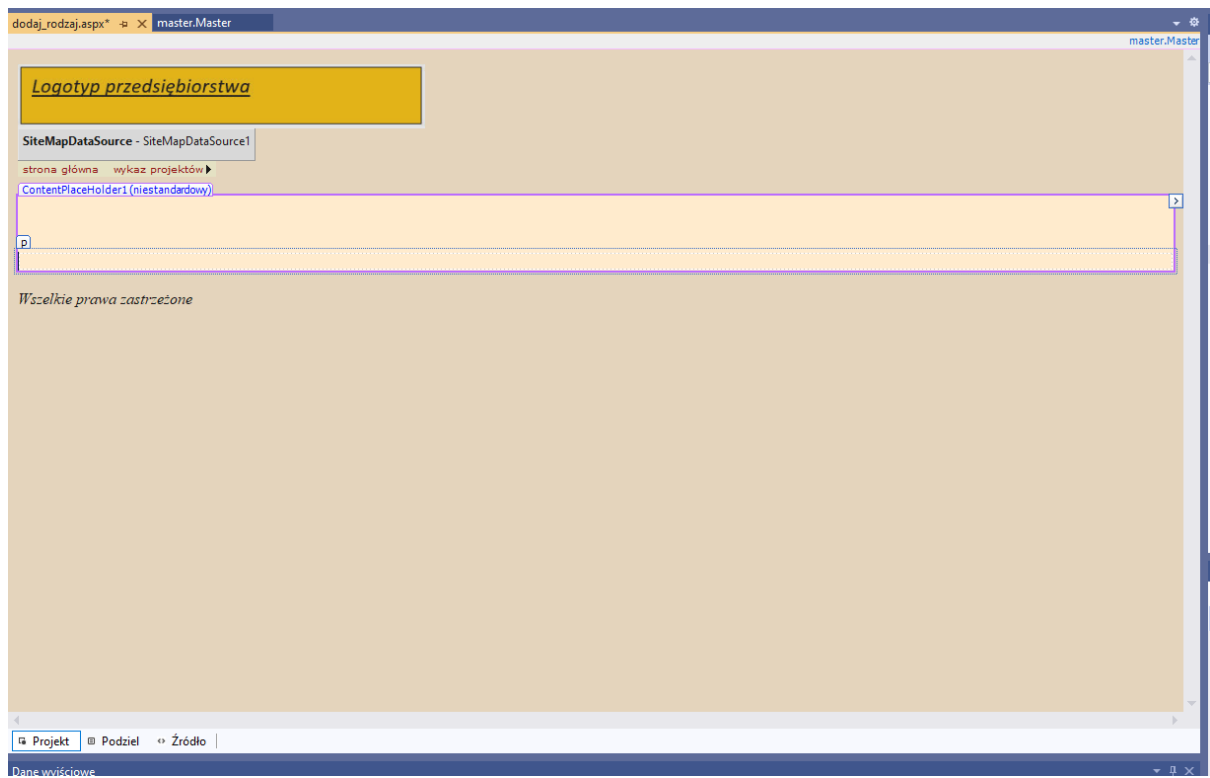 dodaj_rodzaj.aspx* master.Master
master.Master
Logotyp przedsiębiorstwa
SiteMapDataSource - SiteMapDataSource1
strona główna wykaz projektów
ContentPlaceHolder1 (niestandardowy)
p
Wszelkie prawa zastrzeżone
Projekt Podziel Źródło
Dane wyjściowe